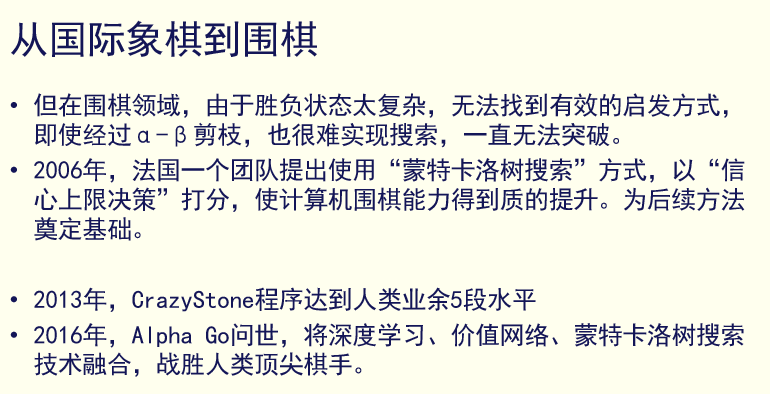 从国际象棋到围棋
• 但在围棋领域，由于胜负状态太复杂，无法找到有效的启发方式，
即使经过α-β剪枝，也很难实现搜索，一直无法突破。
• 2006年，法国一个团队提出使用“蒙特卡洛树搜索”方式，以“信
心上限决策”打分，使计算机围棋能力得到质的提升。为后续方法
奠定基础。
• 2013年，CrazyStone程序达到人类业余5段水平
• 2016年，Alpha Go问世，将深度学习、价值网络、蒙特卡洛树搜索
技术融合，战胜人类顶尖棋手。